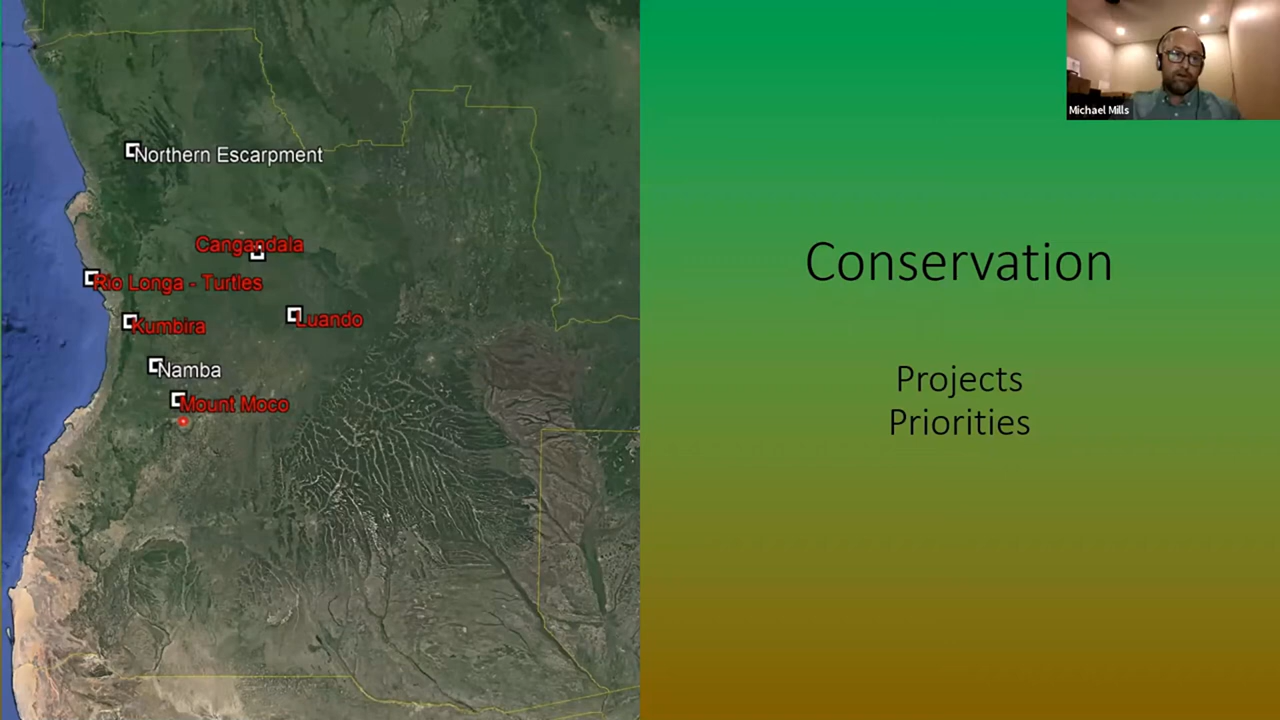 Northern Escarpment
Cangandala
Rio Longa - Turtles
Luando
Kumbira
Namba
Mount Moco
Conservation
Projects
Priorities
Michael Mills